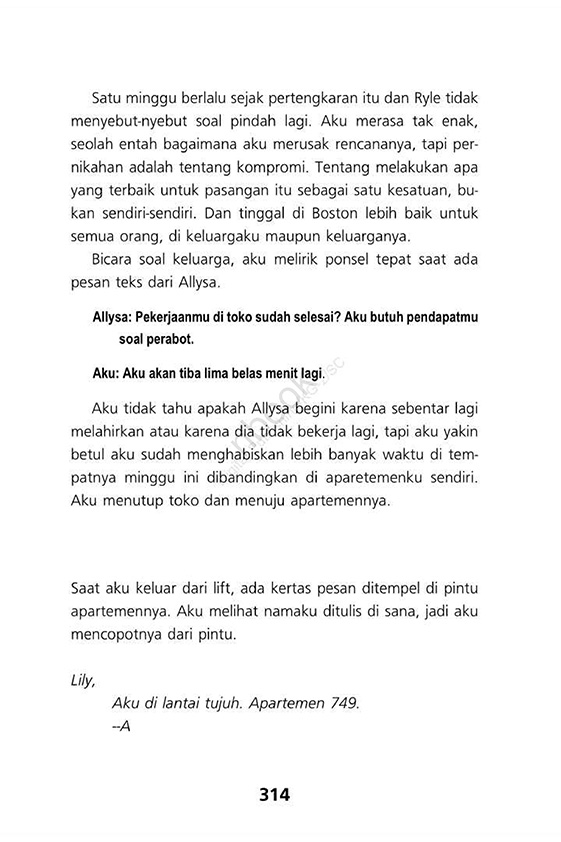 Satu minggu berlalu sejak pertengkaran itu dan Ryle tidak
menyebut-nyebut soal pindah lagi. Aku merasa tak enak,
seolah entah bagaimana aku merusak rencananya, tapi per-
nikahan adalah tentang kompromi. Tentang melakukan apa
yang terbaik untuk pasangan itu sebagai satu kesatuan, bu-
kan sendiri-sendiri. Dan tinggal di Boston lebih baik untuk
semua orang, di keluargaku maupun keluarganya.
Bicara soal keluarga, aku melirik ponsel tepat saat ada
pesan teks dari Allysa.
Allysa: Pekerjaanmu di toko sudah selesai? Aku butuh pendapatmu
soal perabot.
Aku: Aku akan tiba lima belas menit lagi.
Aku tidak tahu apakah Allysa begini karena sebentar lagi
melahirkan atau karena dia tidak bekerja lagi, tapi aku yakin
betul aku sudah menghabiskan lebih banyak waktu di tem-
patnya minggu ini dibandingkan di aparetemenku sendiri.
Aku menutup toko dan menuju apartemennya.
Saat aku keluar dari lift, ada kertas pesan ditempel di pintu
apartemennya. Aku melihat namaku ditulis di sana, jadi aku
mencopotnya dari pintu.
Lily,
Aku di lantai tujuh. Apartemen 749.
--A
314